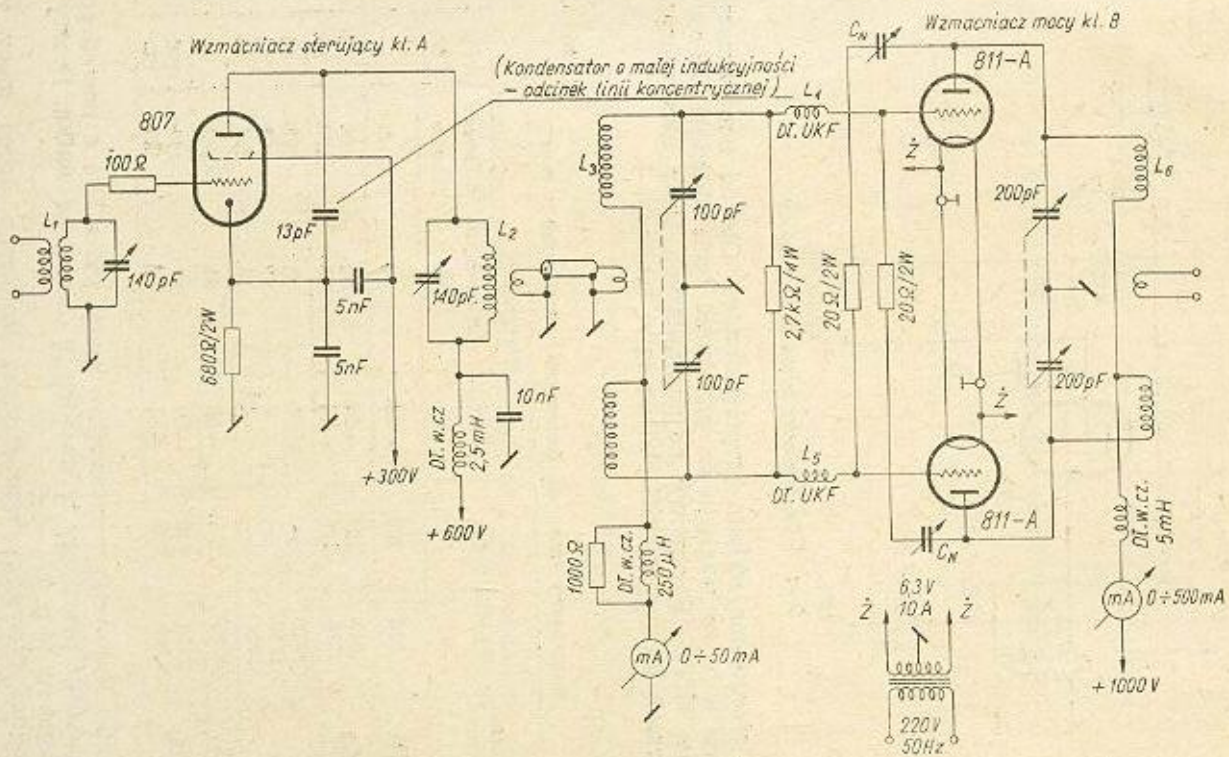 Wzmacniacz sterujący kl. A
Wzmacniacz mocy kl. B
(Kondensator o małej indukcyjności
– odcinek linii koncentrycznej)
807
100Ω
L1
140pF
680Ω/2W
13pF
5nF
5nF
+300V
140pF
L2
10nF
Dł. w.cz.
2,5mH
+600V
L3
100pF
100pF
1000Ω
Dł. w.cz.
250μH
mA
0÷50mA
2,7kΩ/4W
L4
Dł. UKF
L5
Dł. UKF
20Ω/2W
20Ω/2W
CN
CN
811-A
811-A
Ż
Ż
200pF
200pF
L6
Dł. w.cz.
5mH
mA
0÷500mA
+1000V
6,3V
10A
Ż
Ż
220V
50Hz